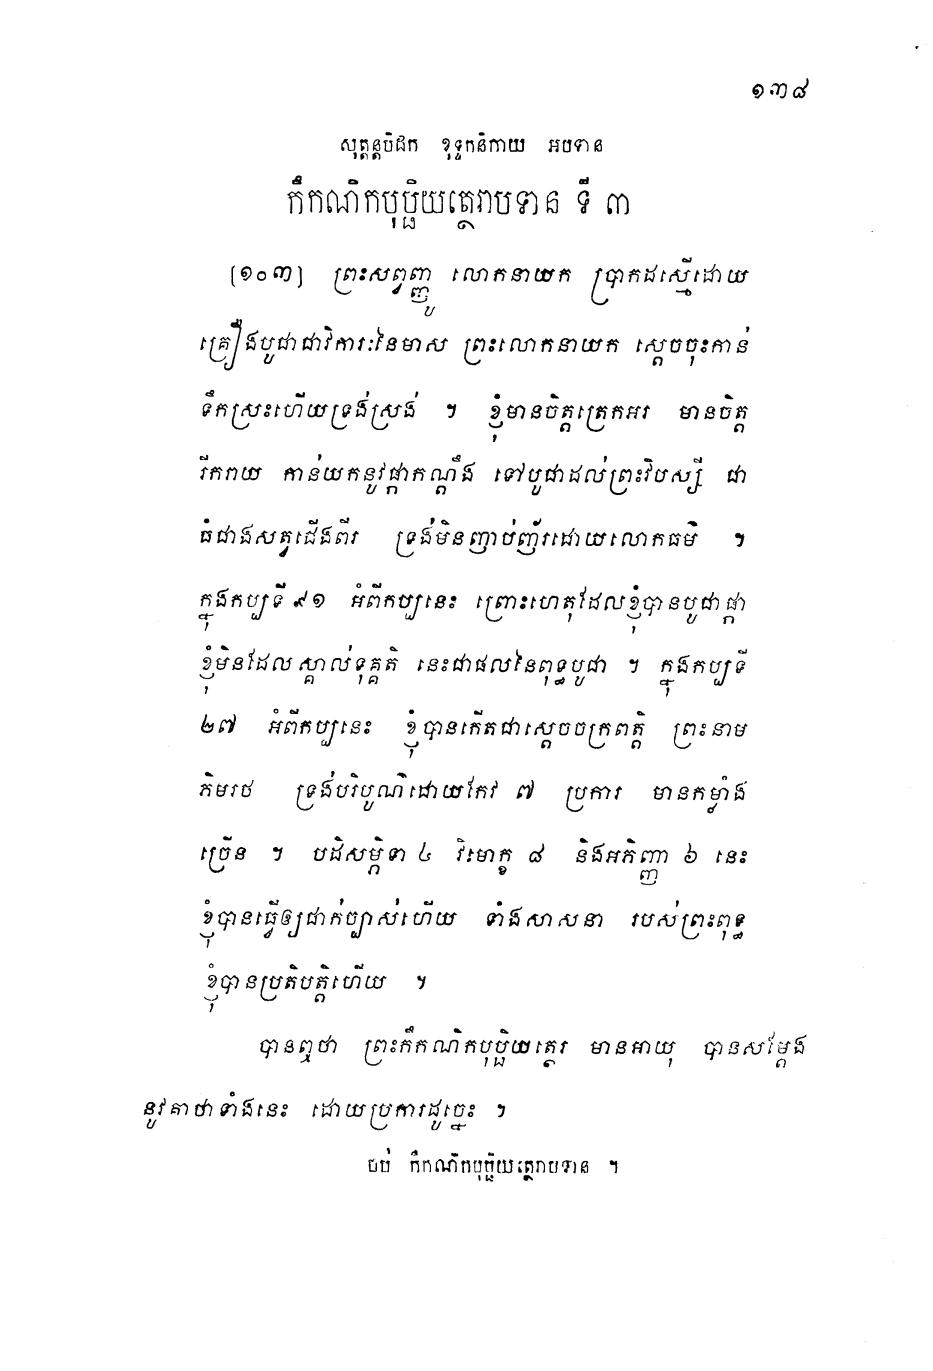 ១៣៨
សុត្តន្តបិដក ខុទ្ទកនិកាយ អបទាន
កឹកណិកបុប្ផិយត្ថេរាបទាន ទី ៣
[១០៣] ព្រះសព្វញ្ញូ លោកនាយក ប្រាកដស្មើដោយ
គ្រឿងបូជាជាវិការៈនៃមាស ព្រះលោកនាយក ស្តេចចុះកាន់
ទឹកស្រះហើយទ្រង់ស្រង់ ។ ខ្ញុំមានចិត្តត្រេកអរ មានចិត្ត
រីករាយ កាន់យកនូវផ្កាកណ្តឹង ទៅបូជាដល់ព្រះវិបស្សី ជា
ធំជាងសត្វជើងពីរ ទ្រង់មិនញាប់ញ័រដោយលោកធម៌ ។
ក្នុងកប្បទី ៩១ អំពីកប្បនេះ ព្រោះហេតុដែលខ្ញុំបានបូជាផ្កា
ខ្ញុំមិនដែលស្គាល់ទុគ្គតិ នេះជាផលនៃពុទ្ធបូជា ។ ក្នុងកប្បទី
២៧ អំពីកប្បនេះ ខ្ញុំបានកើតជាស្តេចចក្រពត្តិ ព្រះនាម
ភិមរថ ទ្រង់បរិបូណ៌ដោយកែវ ៧ ប្រការ មានកម្លាំង
ច្រើន ។ បដិសម្ភិទា ៤ វិមោក្ខ ៨ និងអភិញ្ញា ៦ នេះ
ខ្ញុំបានធ្វើឲ្យជាក់ច្បាស់ហើយ ទាំងសាសនា របស់ព្រះពុទ្ធ
ខ្ញុំបានប្រតិបត្តិហើយ ។
បានឮថា ព្រះកឹកណិកបុប្ផិយត្ថេរ មានអាយុ បានសម្តែង
នូវគាថាទាំងនេះ ដោយប្រការដូច្នេះ ។
ចប់ កឹកណិកបុប្ផិយត្ថេរាបទាន ។